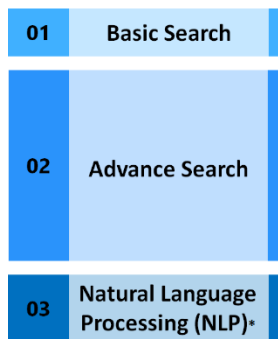 01 Basic Search
02 Advance Search
03 Natural Language
Processing (NLP)*